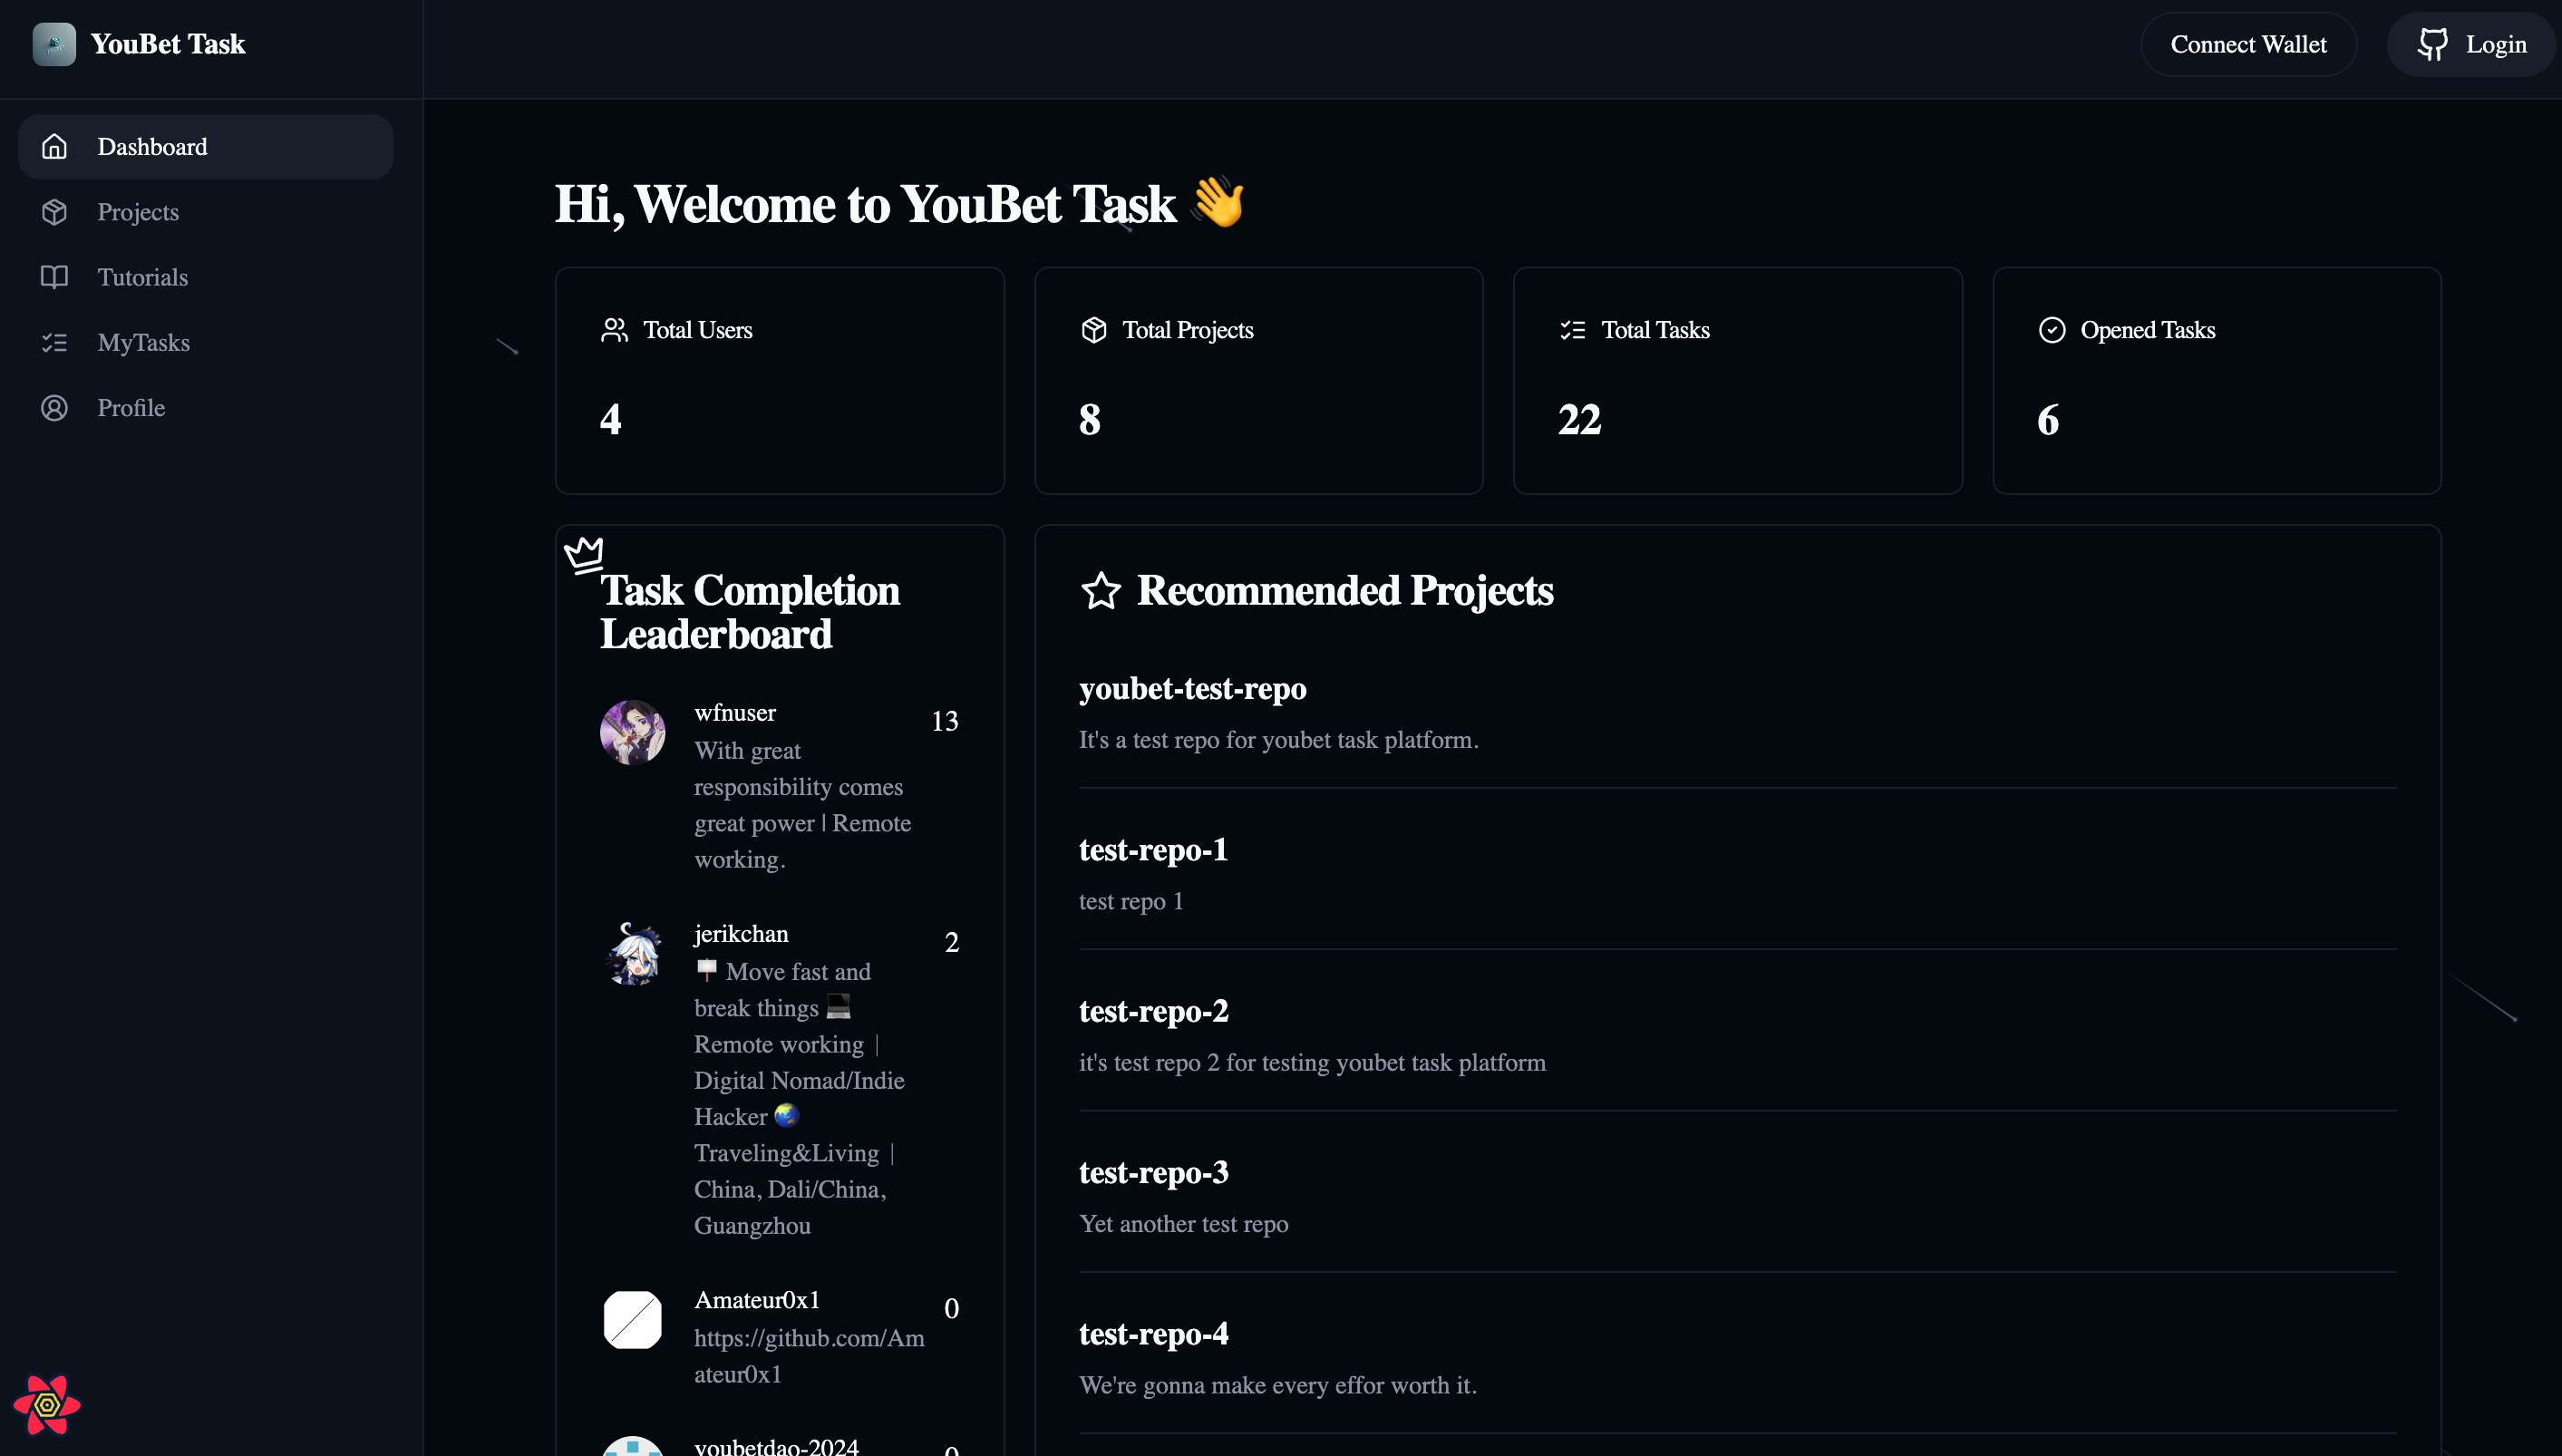 YouBet Task
Connect Wallet
Login
Dashboard
Projects
Tutorials
MyTasks
Profile
Hi, Welcome to YouBet Task 👋
Total Users
4
Total Projects
8
Total Tasks
22
Opened Tasks
6
Task Completion
Leaderboard
wfnuser
13
With great
responsibility comes
great power | Remote
working.
jerikchan
2
🪧 Move fast and
break things 💻
Remote working｜
Digital Nomad/Indie
Hacker 🌏
Traveling&Living｜
China, Dali/China,
Guangzhou
Amateur0x1
0
https://github.com/Am
ateur0x1
youbetdao-2024
0
Recommended Projects
youbet-test-repo
It's a test repo for youbet task platform.
test-repo-1
test repo 1
test-repo-2
it's test repo 2 for testing youbet task platform
test-repo-3
Yet another test repo
test-repo-4
We're gonna make every effor worth it.